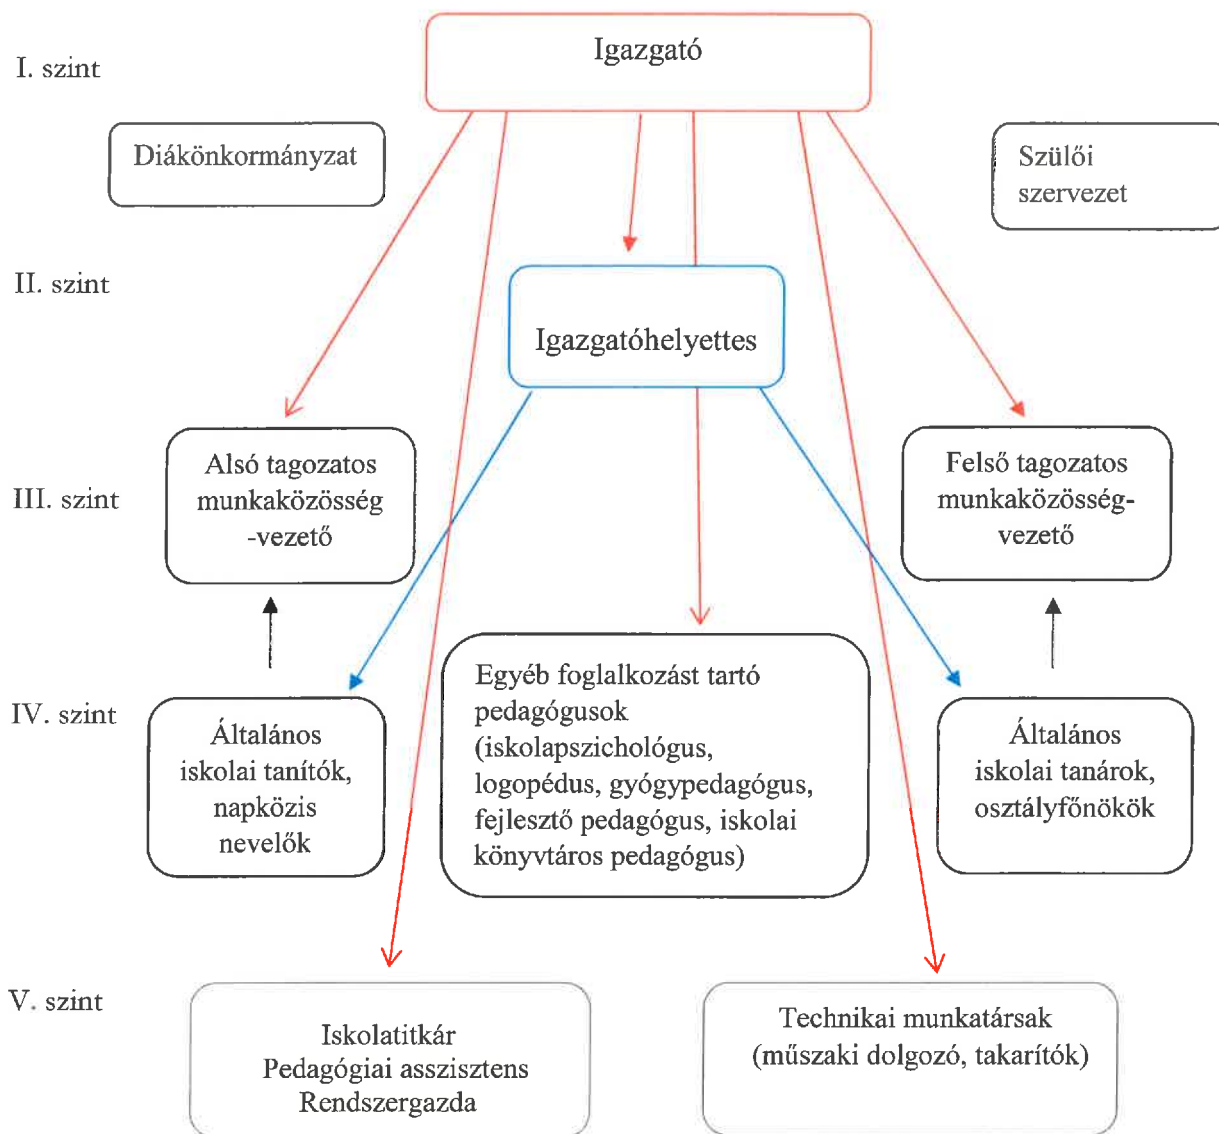 I. szint
Igazgató
Diákönkormányzat
Szülői
szervezet
II. szint
Igazgatóhelyettes
III. szint
Alsó tagozatos
munkaközösség
-vezető
Felső tagozatos
munkaközösség-
vezető
IV. szint
Általános
iskolai tanítók,
napközis
nevelők
Egyéb foglalkozást tartó
pedagógusok
(iskolapszichológus,
logopédus, gyógypedagógus,
fejlesztő pedagógus, iskolai
könyvtáros pedagógus)
Általános
iskolai tanárok,
osztályfőnökök
V. szint
Iskolatitkár
Pedagógiai asszisztens
Rendszergazda
Technikai munkatársak
(műszaki dolgozó, takarítók)